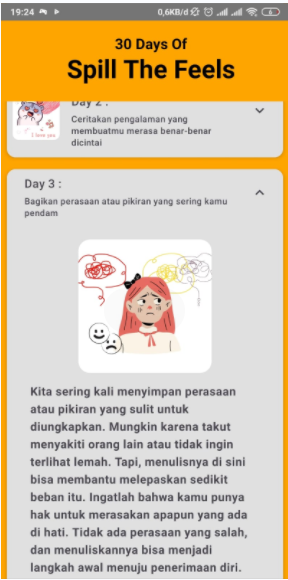 19:24
0,6KB/d
30 Days Of
Spill The Feels
Day 2 :
Ceritakan pengalaman yang
membuatmu merasa benar-benar
dicintai
I love you
Day 3 :
Bagikan perasaan atau pikiran yang sering kamu
pendam
Kita sering kali menyimpan perasaan
atau pikiran yang sulit untuk
diungkapkan. Mungkin karena takut
menyakiti orang lain atau tidak ingin
terlihat lemah. Tapi, menulisnya di sini
bisa membantu melepaskan sedikit
beban itu. Ingatlah bahwa kamu punya
hak untuk merasakan apapun yang ada
di hati. Tidak ada perasaan yang salah,
dan menuliskannya bisa menjadi
langkah awal menuju penerimaan diri.